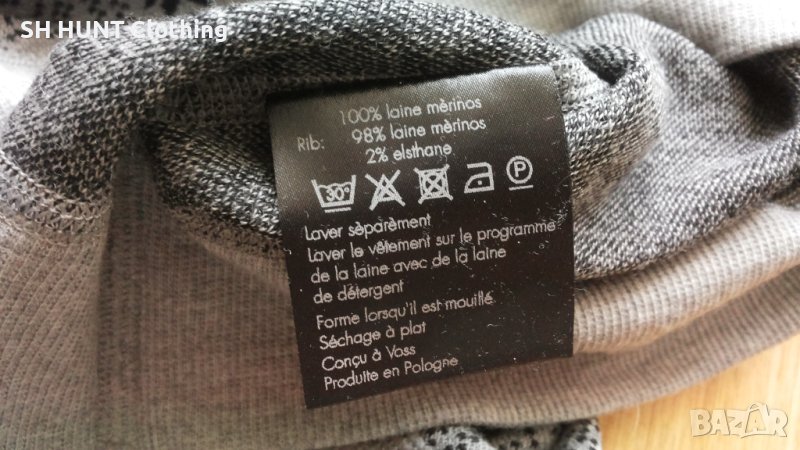 SH HUNT Clothing
100% laine mèrinos
Rib: 98% laine mèrinos
2% elsthane
30°
P
Laver sèparèment
Laver le vêtement sur le programme
de la laine avec de la laine
de détergent
Forme lorsqu'il est mouillé
Séchage à plat
Conçu à Voss
Produite en Pologne
BAZAR